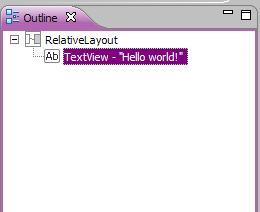 Outline
RelativeLayout
Ab TextView - "Hello world!"